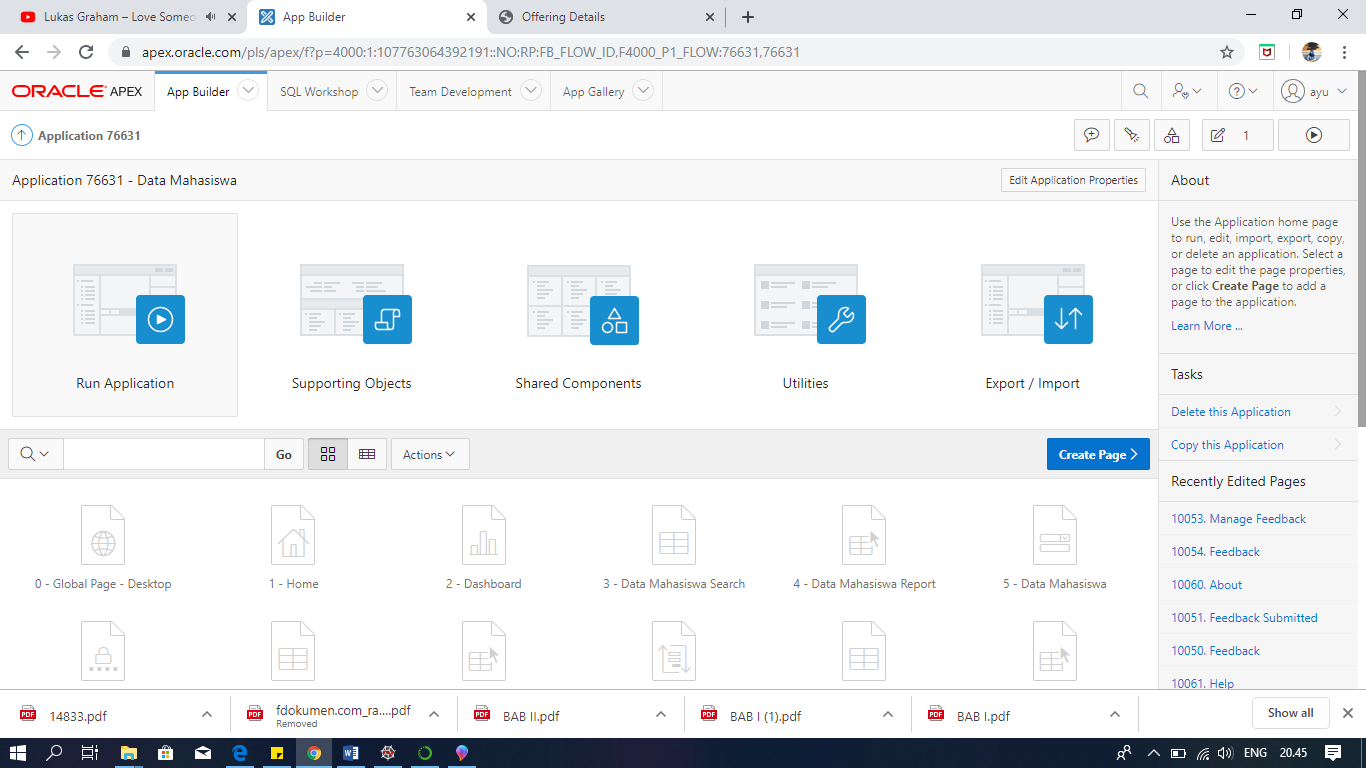 Lukas Graham – Love Someo
App Builder
Offering Details
apex.oracle.com/pls/apex/f?p=4000:1:107763064392191::NO:RP:FB_FLOW_ID,F4000_P1_FLOW:76631,76631
ORACLE APEX
App Builder
SQL Workshop
Team Development
App Gallery
ayu
Application 76631
1
Application 76631 - Data Mahasiswa
Edit Application Properties
Run Application
Supporting Objects
Shared Components
Utilities
Export / Import
Go
Actions
Create Page
0 - Global Page - Desktop
1 - Home
2 - Dashboard
3 - Data Mahasiswa Search
4 - Data Mahasiswa Report
5 - Data Mahasiswa
About
Use the Application home page
to run, edit, import, export, copy,
or delete an application. Select a
page to edit the page properties,
or click Create Page to add a
page to the application.
Learn More ...
Tasks
Delete this Application
Copy this Application
Recently Edited Pages
10053. Manage Feedback
10054. Feedback
10060. About
10051. Feedback Submitted
10050. Feedback
10061. Help
PDF
14833.pdf
PDF
fdokumen.com_ra....pdf
Removed
PDF
BAB II.pdf
PDF
BAB I (1).pdf
PDF
BAB I.pdf
Show all
ENG
20.45